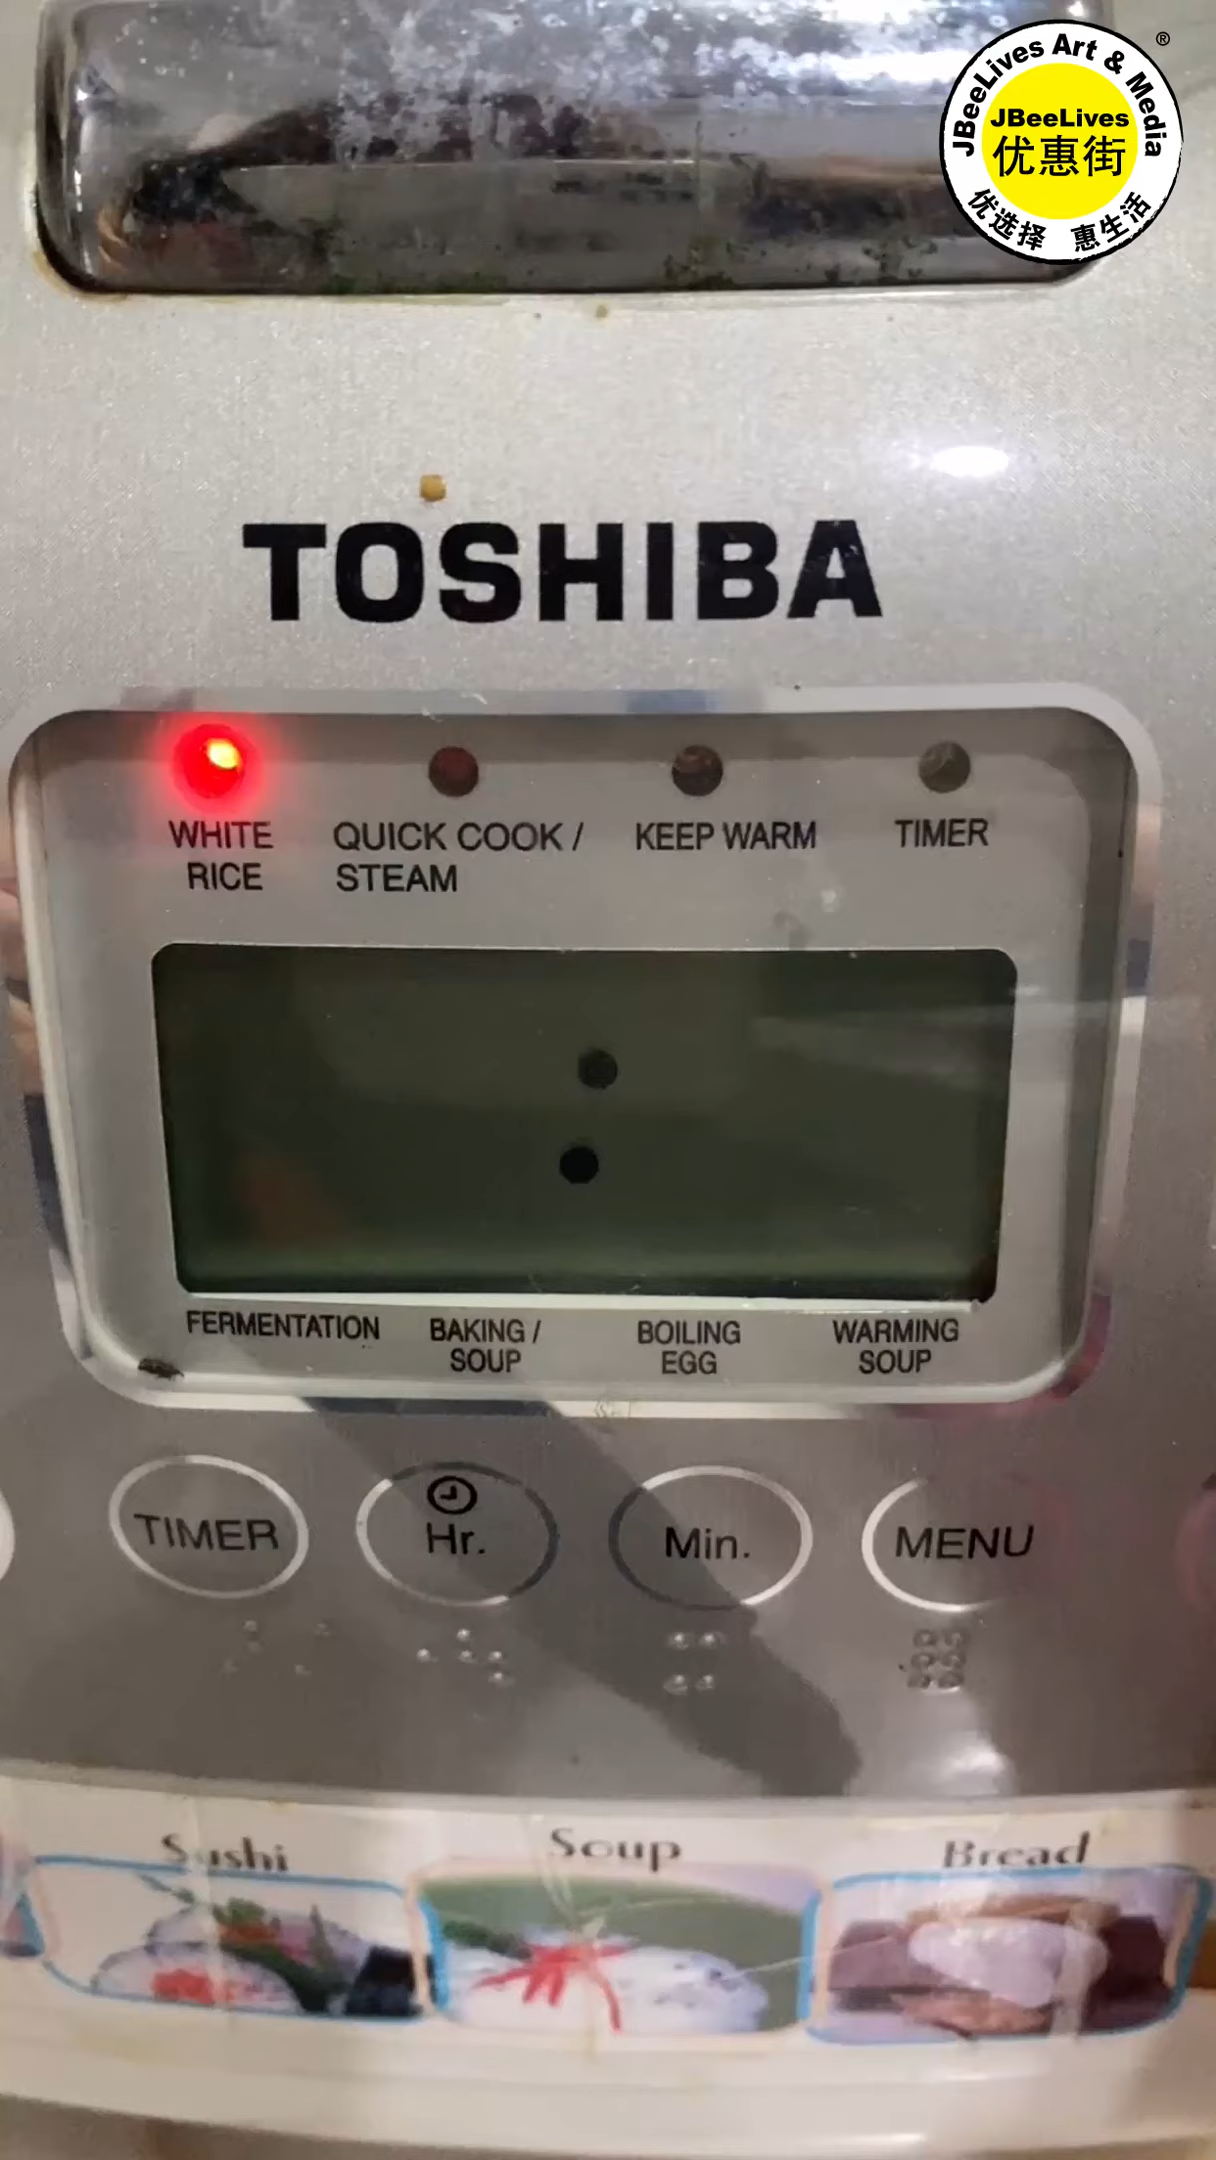 JBeeLives Art & Media
®
JBeeLives
优惠街
优选择 惠生活
TOSHIBA
WHITE RICE
QUICK COOK / STEAM
KEEP WARM
TIMER
:
FERMENTATION
BAKING / SOUP
BOILING EGG
WARMING SOUP
TIMER
Hr.
Min.
MENU
Sushi
Soup
Bread